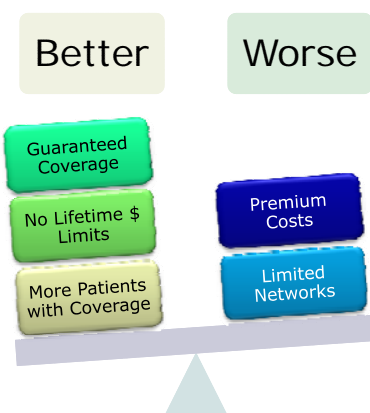 Better
Worse
Guaranteed
Coverage
No Lifetime $
Limits
More Patients
with Coverage
Premium
Costs
Limited
Networks